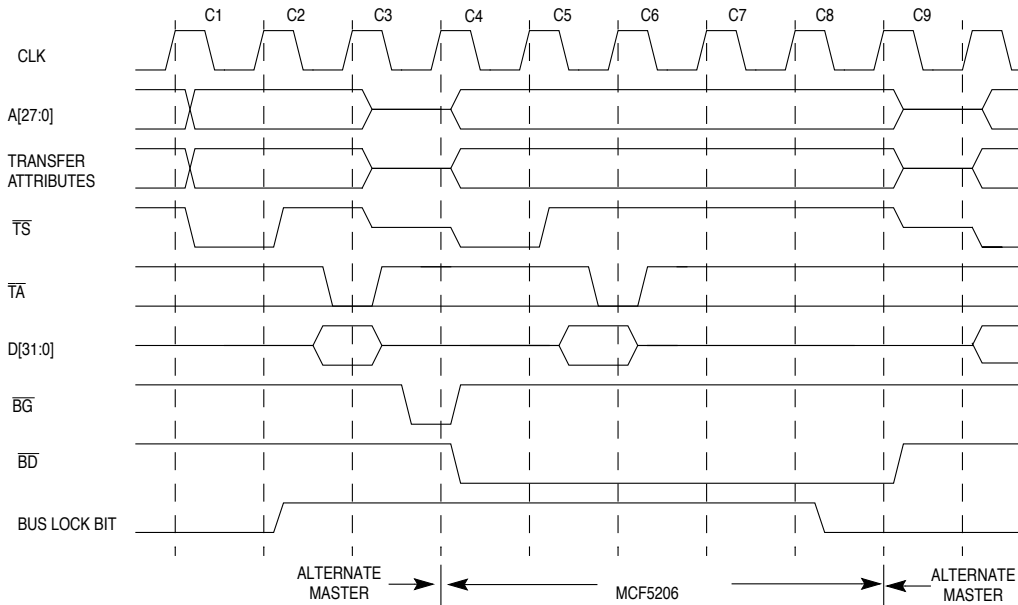 C1 C2 C3 C4 C5 C6 C7 C8 C9
CLK
A[27:0]
TRANSFER
ATTRIBUTES
TS
TA
D[31:0]
BG
BD
BUS LOCK BIT
ALTERNATE
MASTER
MCF5206
ALTERNATE
MASTER